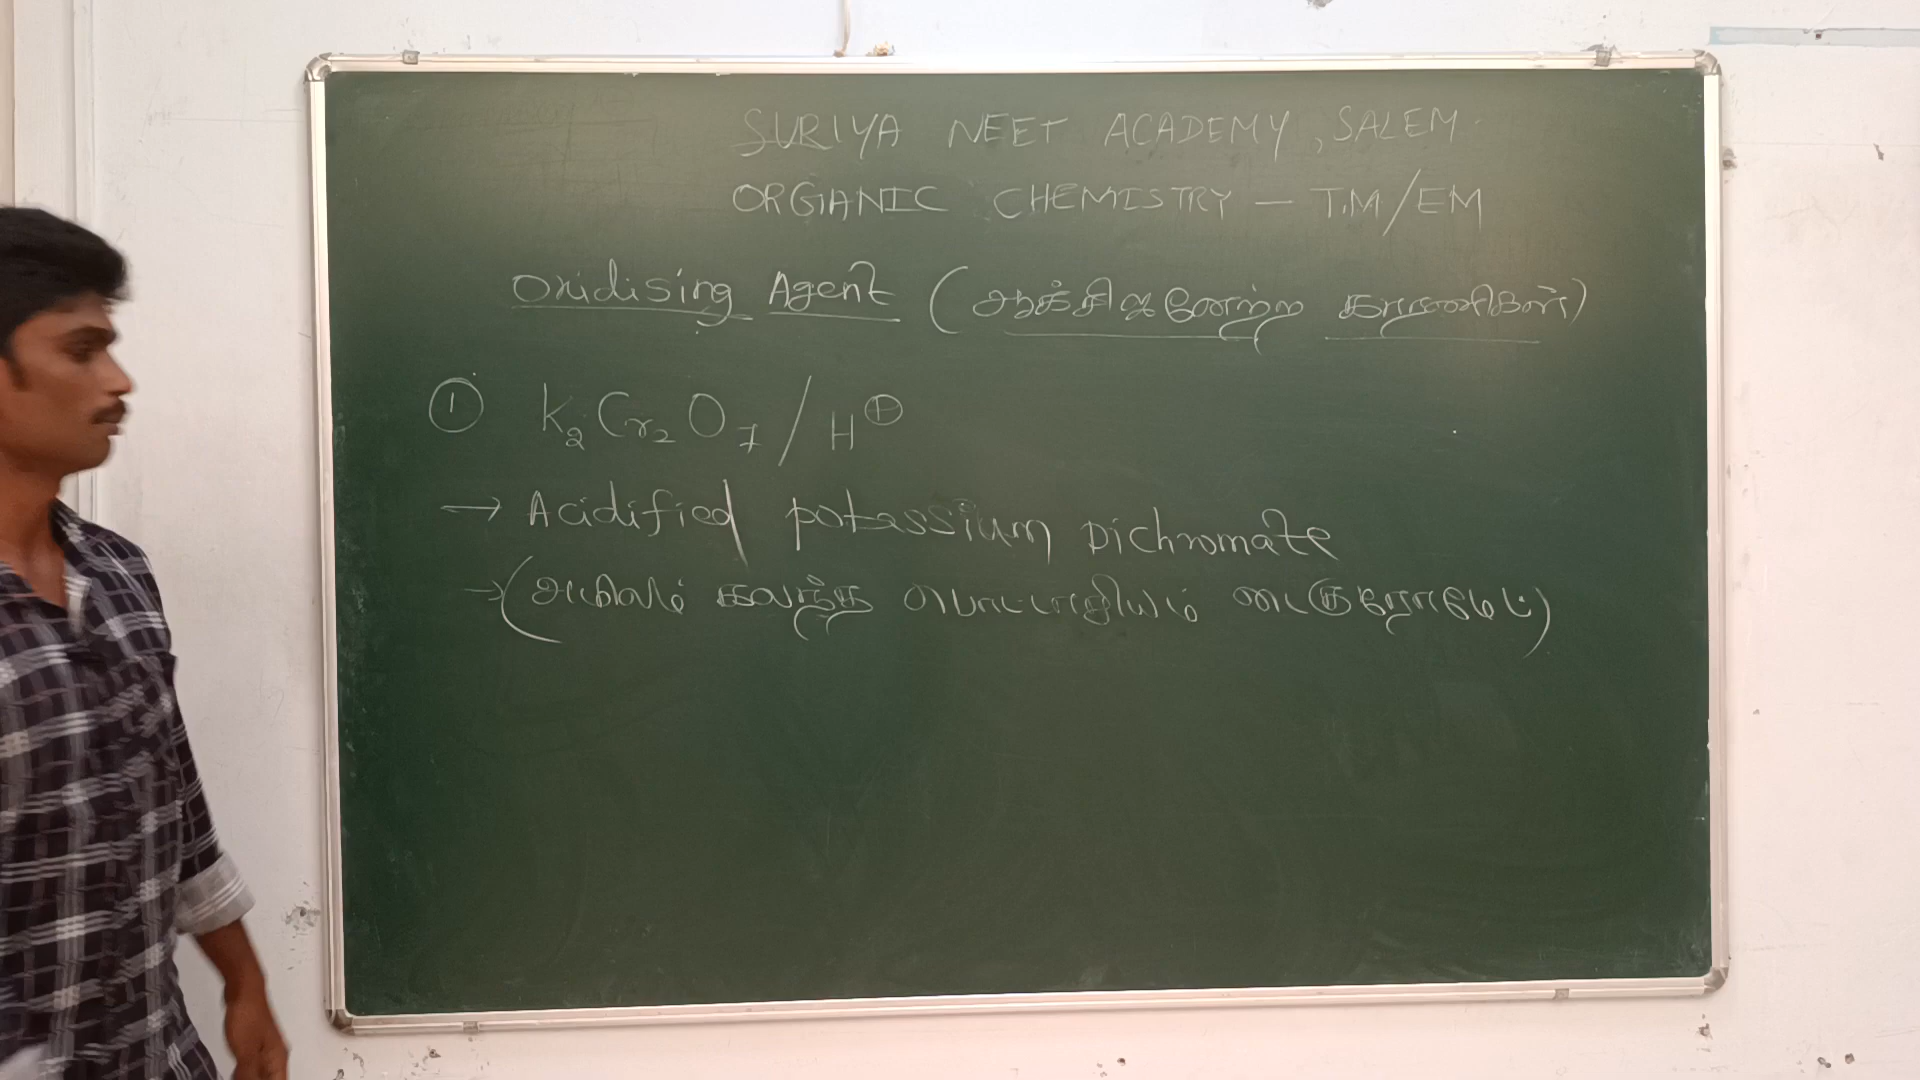 SURIYA NEET ACADEMY, SALEM.
ORGANIC CHEMISTRY – T.M/EM
Oxidising Agent (ஆக்சிஜனேற்ற காரணிகள்)
① K₂Cr₂O₇/H⊕
→ Acidified potassium Dichromate
→ (அமிலம் கலந்த பொட்டாசியம் டைகுரோமேட்)